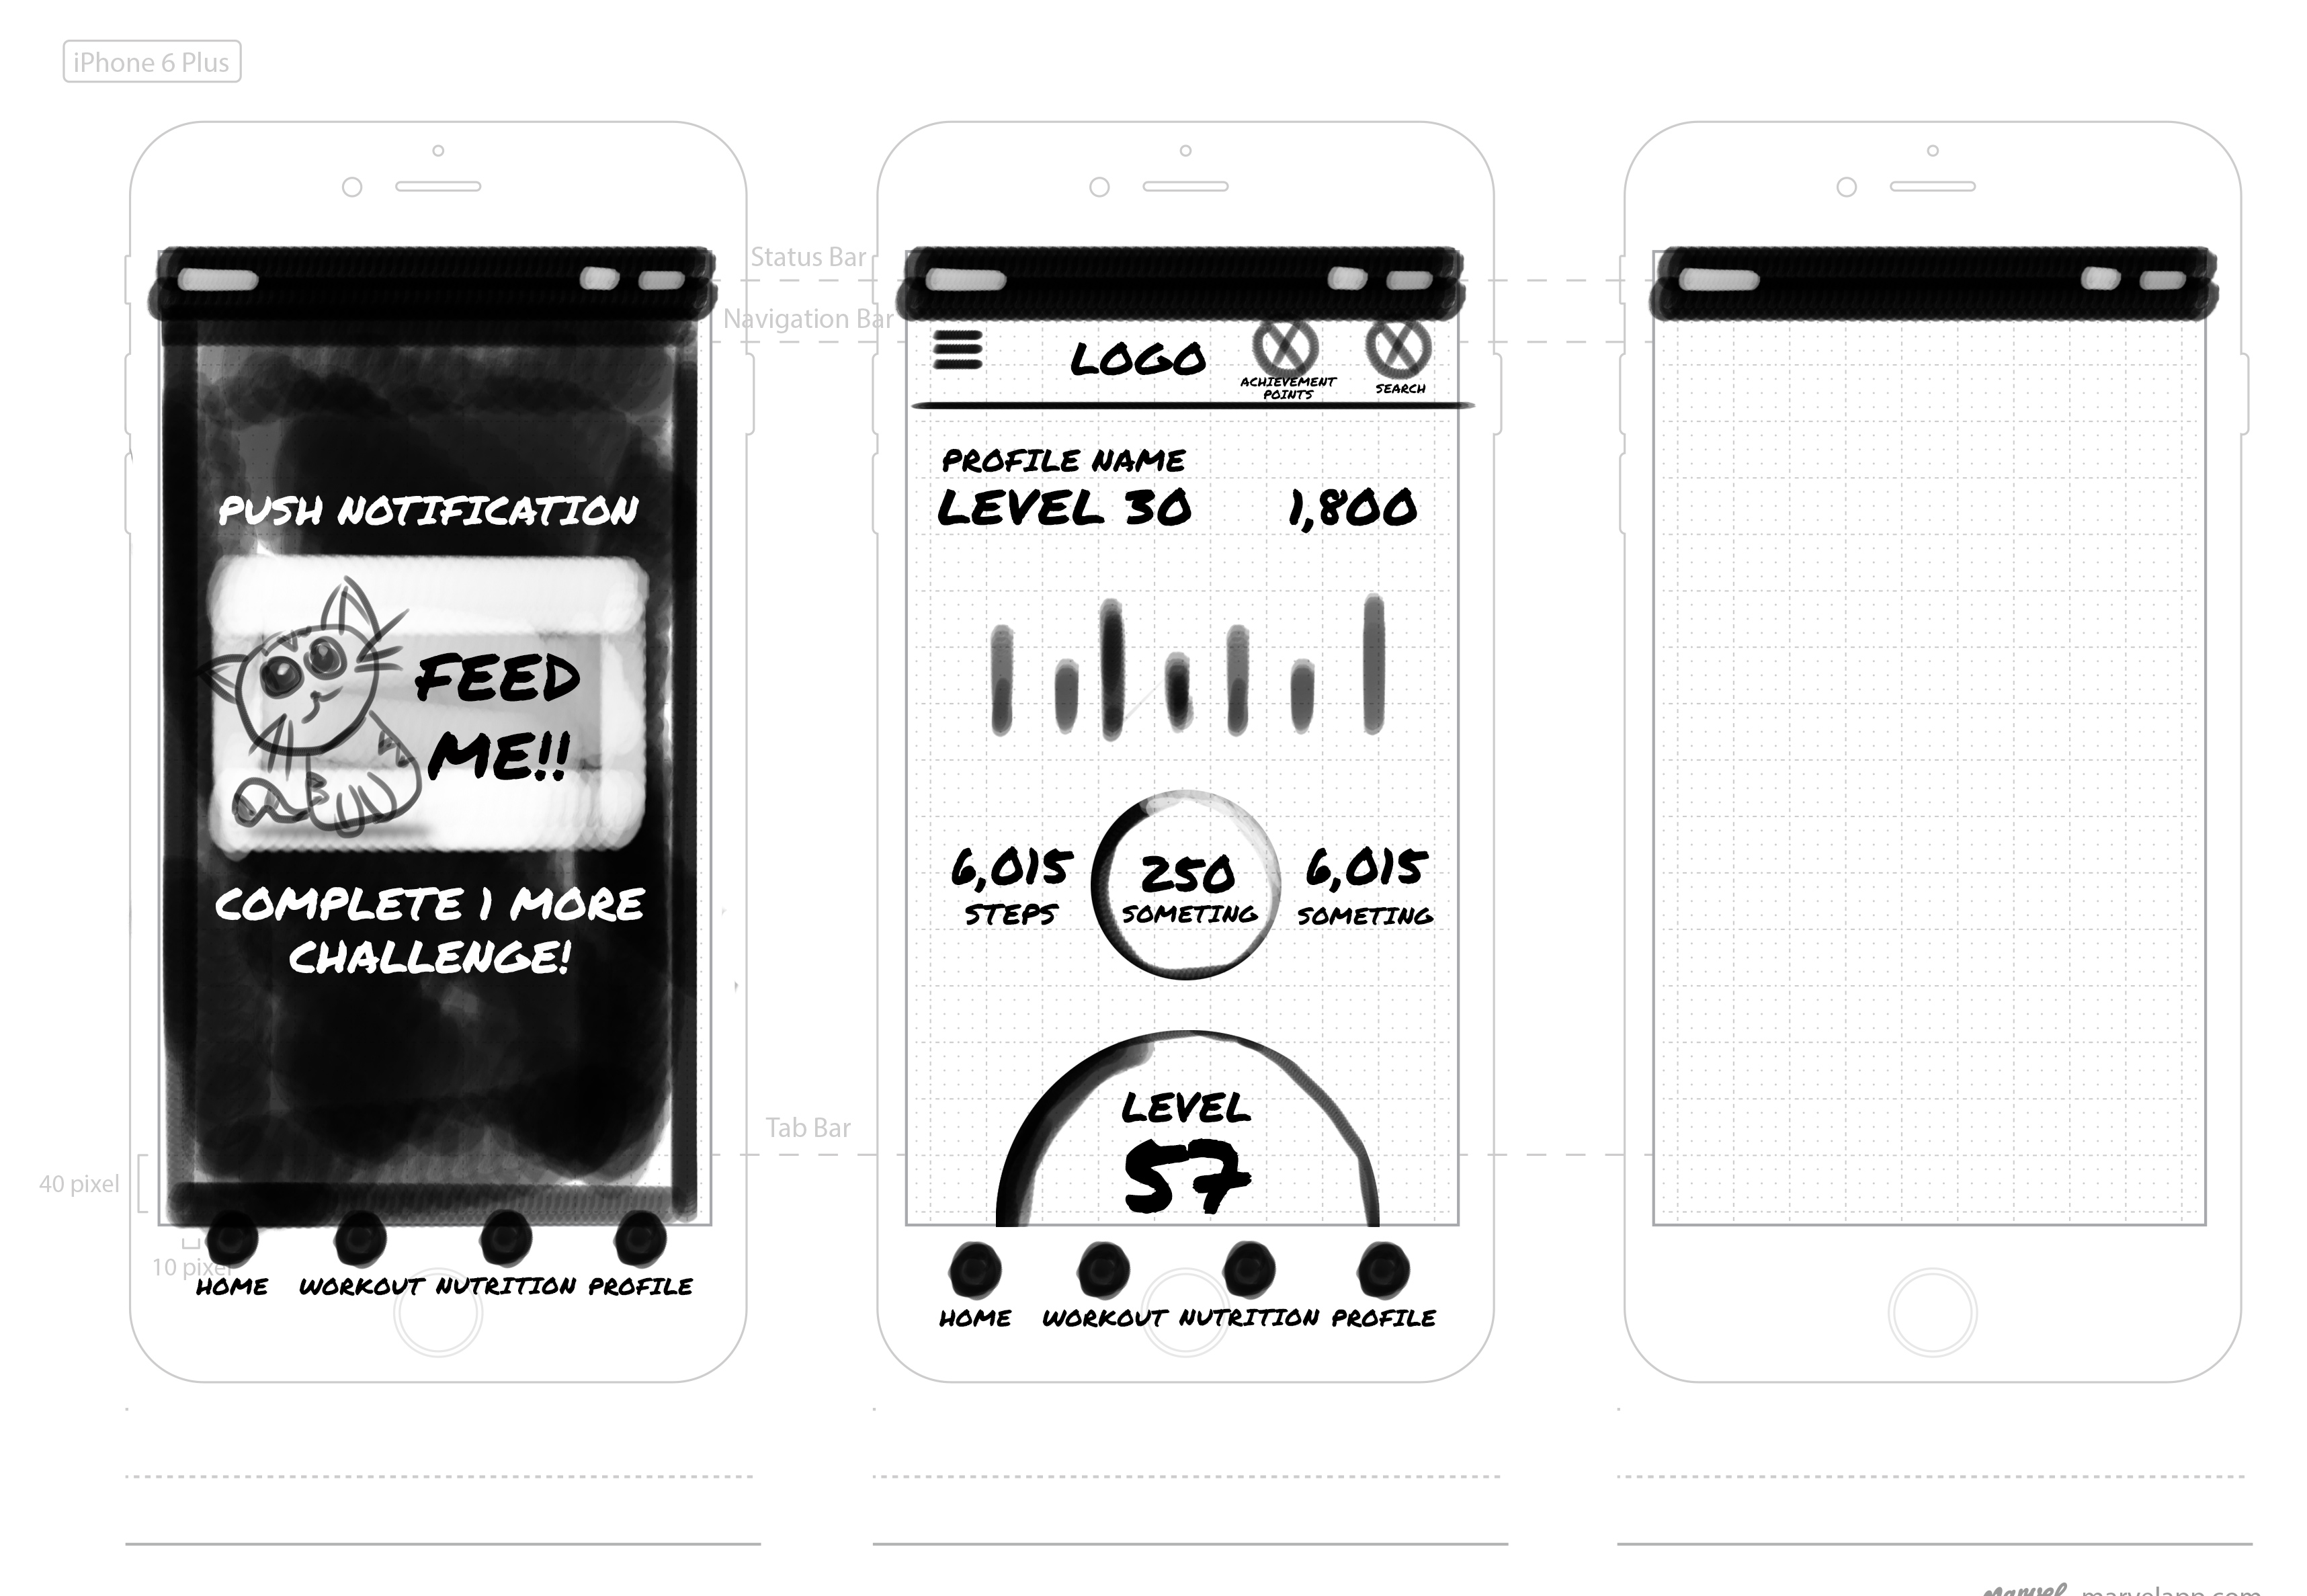 iPhone 6 Plus
Status Bar
Navigation Bar
Tab Bar
40 pixel
10 pixel
PUSH NOTIFICATION
FEED
ME!!
COMPLETE 1 MORE
CHALLENGE!
HOME WORKOUT NUTRITION PROFILE
LOGO
ACHIEVEMENT
POINTS
SEARCH
PROFILE NAME
LEVEL 30 1,800
6,015
STEPS
250
SOMETING
6,015
SOMETING
LEVEL
57
HOME WORKOUT NUTRITION PROFILE
marvel marvelapp.com